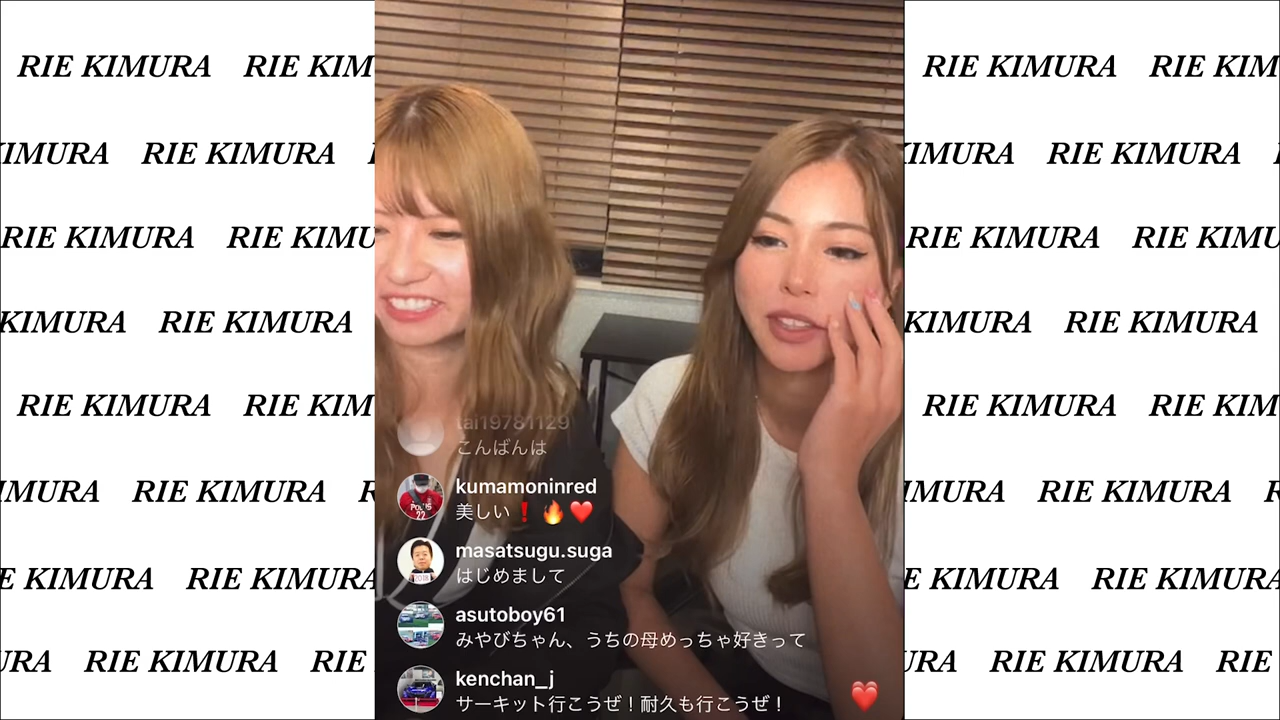 RIE KIMURA RIE KIM
RIE KIM
IMURA RIE KIMURA
RIE KIMURA RIE KIMU
KIMURA RIE KIMURA
RIE KIMURA RIE KIM
IMURA RIE KIMURA R
E KIMURA RIE KIMURA
URA RIE KIMURA RIE
tai19781129
こんばんは
kumamoninred
美しい❗🔥❤️
masatsugu.suga
はじめまして
asutoboy61
みやびちゃん、うちの母めっちゃ好きって
kenchan_j
サーキット行こうぜ！耐久も行こうぜ！
RIE KIMURA RIE KIM
IMURA RIE KIMURA
RIE KIMURA RIE KIMU
KIMURA RIE KIMURA
RIE KIMURA RIE KIM
IMURA RIE KIMURA
E KIMURA RIE KIMURA
URA RIE KIMURA RIE